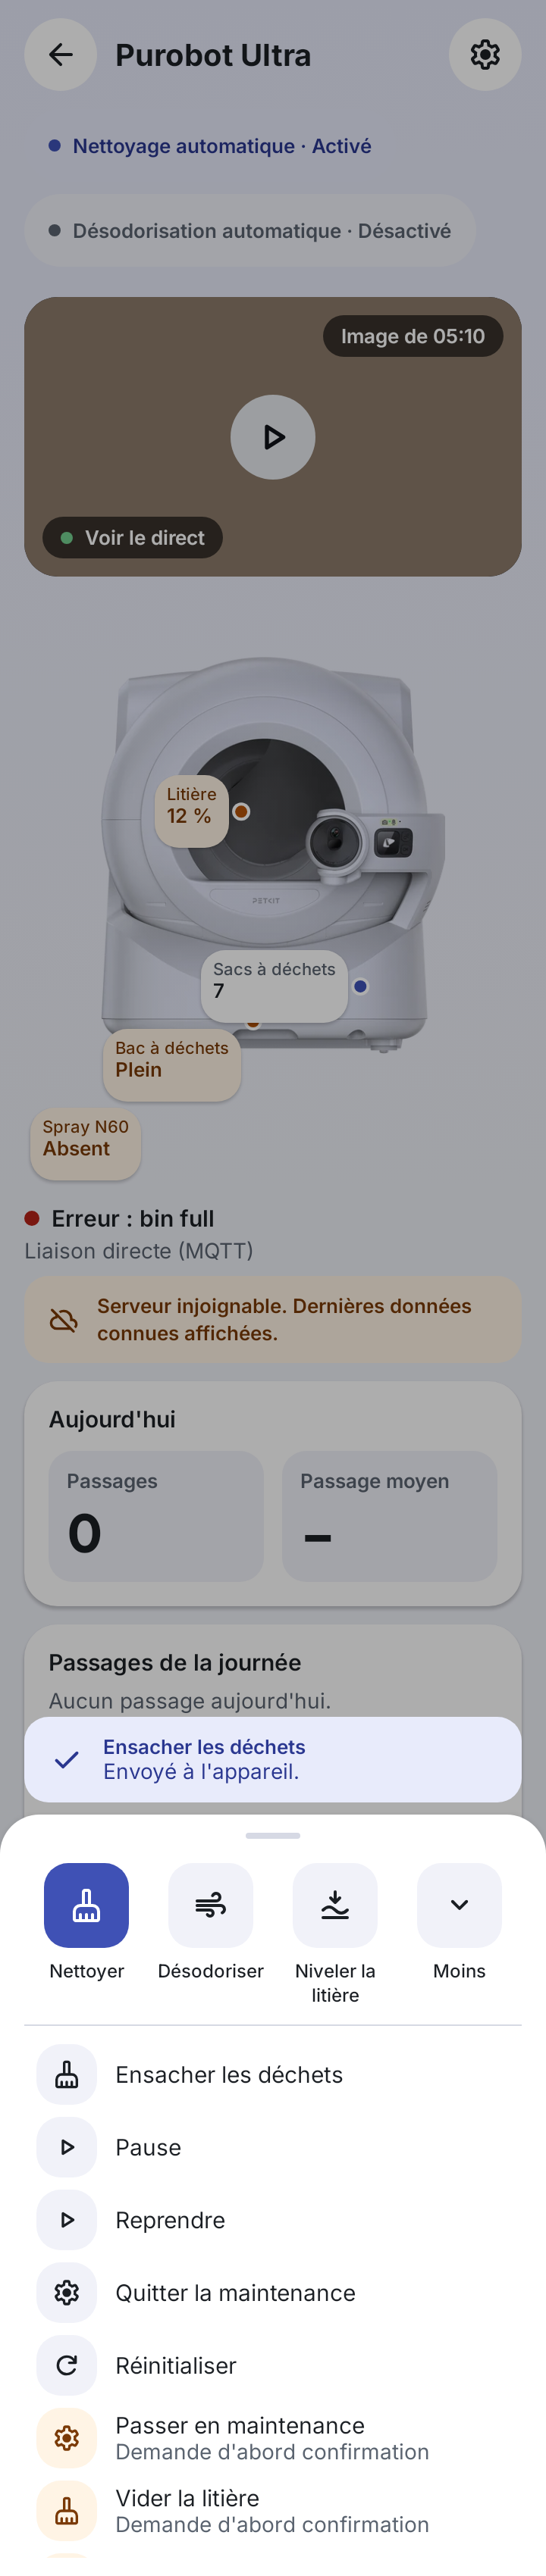 Purobot Ultra
Nettoyage automatique · Activé
Désodorisation automatique · Désactivé
Image de 05:10
Voir le direct
Litière
12 %
PETKIT
Sacs à déchets
7
Bac à déchets
Plein
Spray N60
Absent
Erreur : bin full
Liaison directe (MQTT)
Serveur injoignable. Dernières données
connues affichées.
Aujourd'hui
Passages
Passage moyen
0
–
Passages de la journée
Aucun passage aujourd'hui.
Ensacher les déchets
Envoyé à l'appareil.
Nettoyer
Désodoriser
Niveler la
litière
Moins
Ensacher les déchets
Pause
Reprendre
Quitter la maintenance
Réinitialiser
Passer en maintenance
Demande d'abord confirmation
Vider la litière
Demande d'abord confirmation